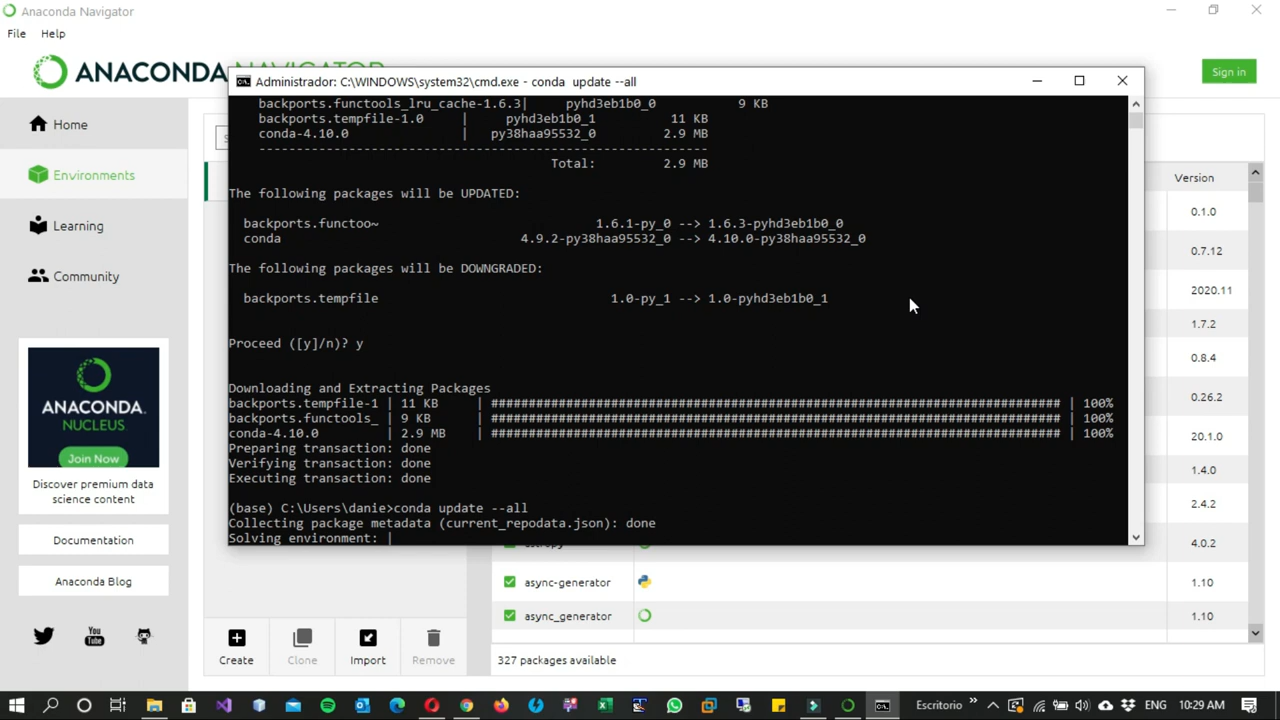 Anaconda Navigator
File Help
ANACONDA
Sign in
Administrador: C:\WINDOWS\system32\cmd.exe - conda update --all
backports.functools_lru_cache-1.6.3| pyhd3eb1b0_0 9 KB
backports.tempfile-1.0 | pyhd3eb1b0_1 11 KB
conda-4.10.0 | py38haa95532_0 2.9 MB
------------------------------------------------------------
Total: 2.9 MB
The following packages will be UPDATED:
backports.functoo~ 1.6.1-py_0 --> 1.6.3-pyhd3eb1b0_0
conda 4.9.2-py38haa95532_0 --> 4.10.0-py38haa95532_0
The following packages will be DOWNGRADED:
backports.tempfile 1.0-py_1 --> 1.0-pyhd3eb1b0_1
Proceed ([y]/n)? y
Downloading and Extracting Packages
backports.tempfile-1 | 11 KB | ############################################################################ | 100%
backports.functools_ | 9 KB | ############################################################################ | 100%
conda-4.10.0 | 2.9 MB | ############################################################################ | 100%
Preparing transaction: done
Verifying transaction: done
Executing transaction: done
(base) C:\Users\danie>conda update --all
Collecting package metadata (current_repodata.json): done
Solving environment: |
Home
Environments
Learning
Community
ANACONDA.
NUCLEUS
Join Now
Discover premium data
science content
Documentation
Anaconda Blog
You
Tube
Version
0.1.0
0.7.12
2020.11
1.7.2
0.8.4
0.26.2
20.1.0
1.4.0
2.4.2
4.0.2
async-generator 1.10
async_generator 1.10
Create Clone Import Remove
327 packages available
Escritorio » ENG 10:29 AM